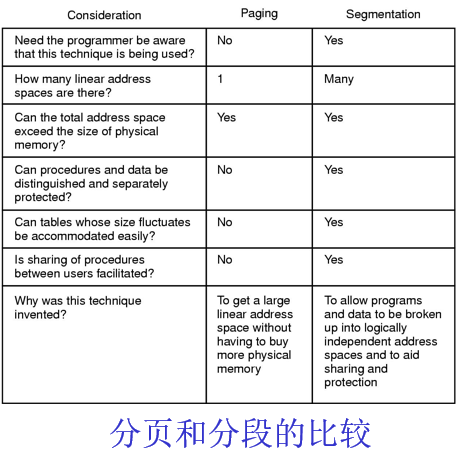 Consideration Paging Segmentation
Need the programmer be aware No Yes
that this technique is being used?
How many linear address 1 Many
spaces are there?
Can the total address space Yes Yes
exceed the size of physical
memory?
Can procedures and data be No Yes
distinguished and separately
protected?
Can tables whose size fluctuates No Yes
be accommodated easily?
Is sharing of procedures No Yes
between users facilitated?
Why was this technique To get a large To allow programs
invented? linear address and data to be broken
space without up into logically
having to buy independent address
more physical spaces and to aid
memory sharing and
protection
分页和分段的比较